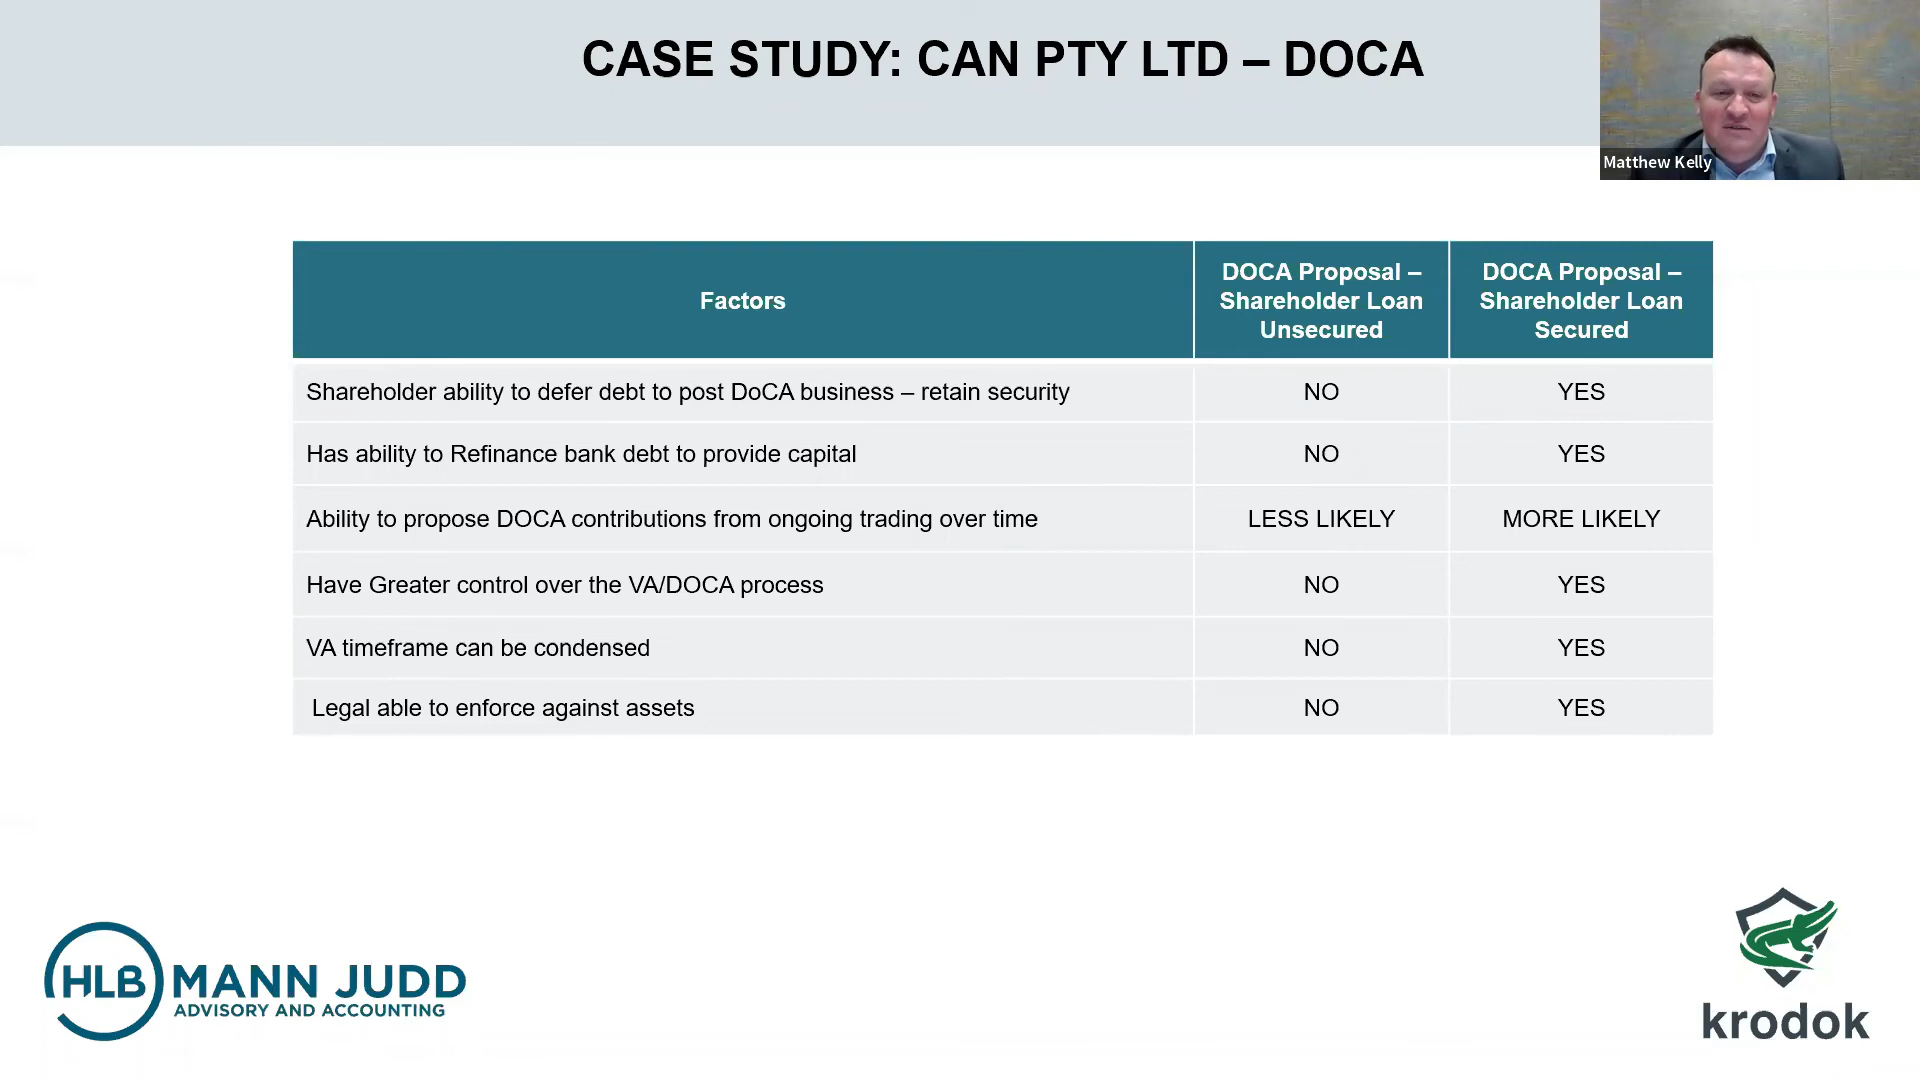 CASE STUDY: CAN PTY LTD – DOCA
Matthew Kelly
Factors
DOCA Proposal –
Shareholder Loan
Unsecured
DOCA Proposal –
Shareholder Loan
Secured
Shareholder ability to defer debt to post DoCA business – retain security
NO
YES
Has ability to Refinance bank debt to provide capital
NO
YES
Ability to propose DOCA contributions from ongoing trading over time
LESS LIKELY
MORE LIKELY
Have Greater control over the VA/DOCA process
NO
YES
VA timeframe can be condensed
NO
YES
Legal able to enforce against assets
NO
YES
HLB MANN JUDD
ADVISORY AND ACCOUNTING
krodok